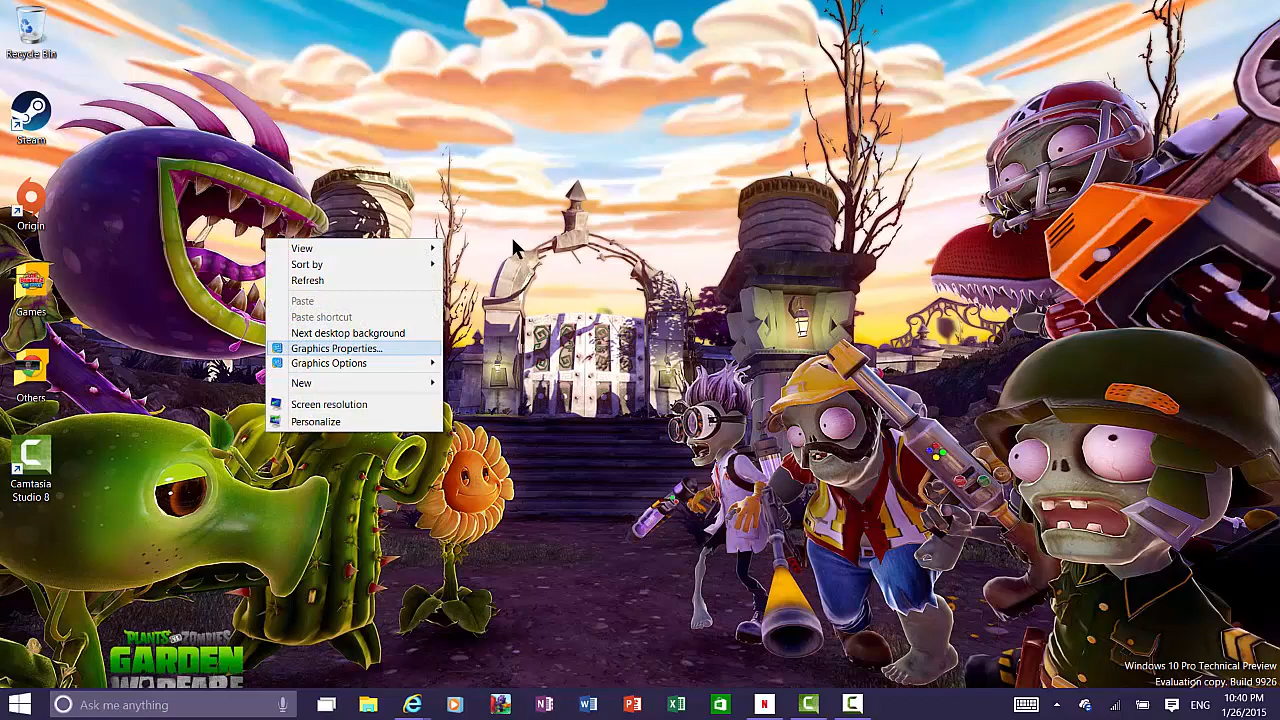 Recycle Bin
Steam
Origin
Games
Others
Camtasia
Studio 8
View
Sort by
Refresh
Paste
Paste shortcut
Next desktop background
Graphics Properties...
Graphics Options
New
Screen resolution
Personalize
PLANTS VS ZOMBIES
GARDEN
WARFARE
Windows 10 Pro Technical Preview
Evaluation copy. Build 9926
Ask me anything
ENG
10:40 PM
1/26/2015